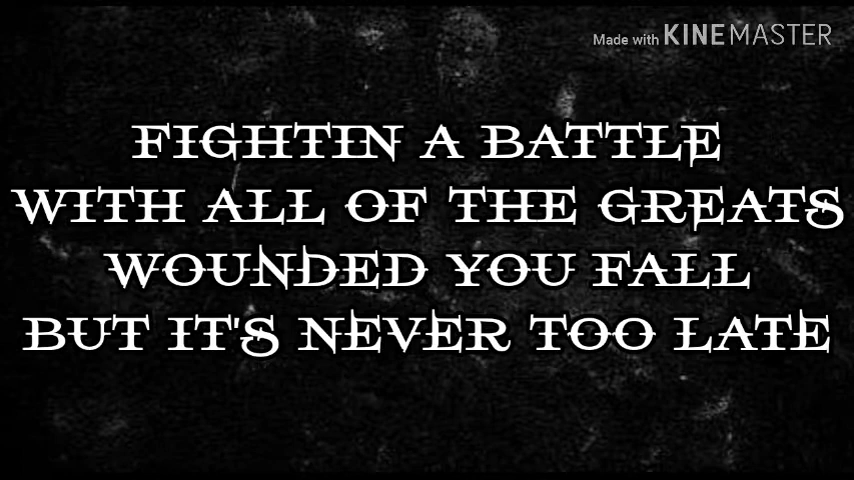 Made with KINEMASTER
FIGHTIN A BATTLE
WITH ALL OF THE GREATS
WOUNDED YOU FALL
BUT IT'S NEVER TOO LATE